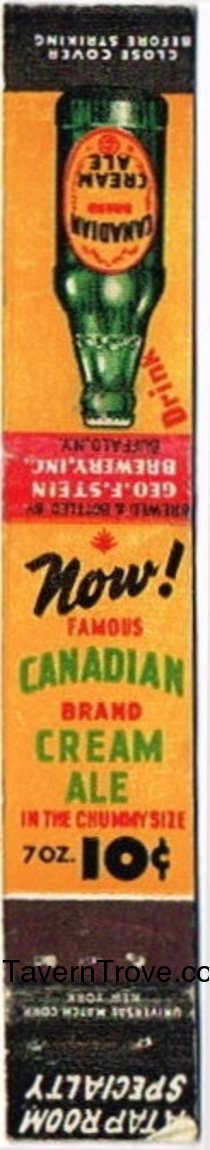 CLOSE COVER
BEFORE STRIKING
CANADIAN
BRAND
CREAM
ALE
Drink
BREWED & BOTTLED BY
GEO. F. STEIN
BREWERY, INC.
BUFFALO, N.Y.
Now!
FAMOUS
CANADIAN
BRAND
CREAM
ALE
IN THE CHUMMY SIZE
7 OZ. 10¢
TavernTrove.co
UNIVERSAL MATCH CORP.
NEW YORK
A TAP ROOM
SPECIALTY